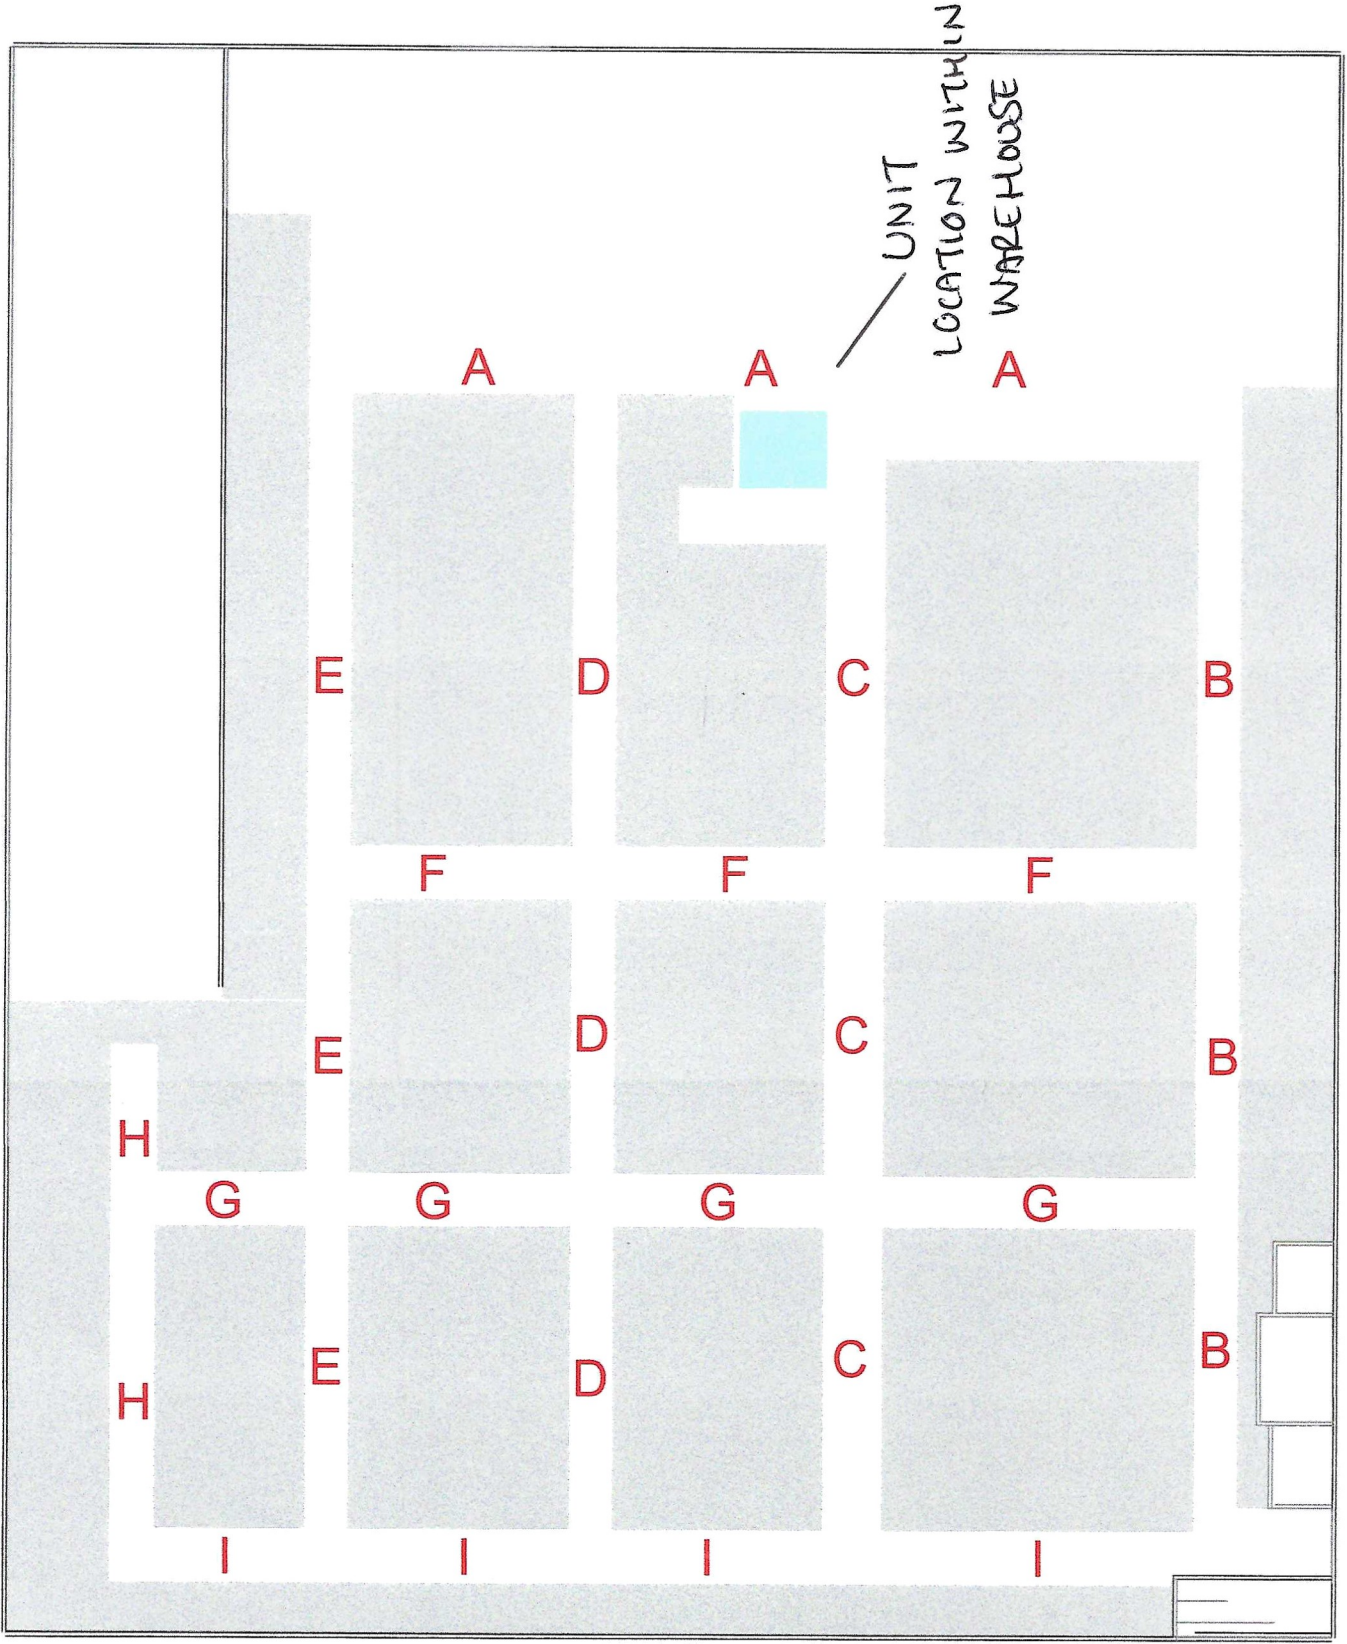 UNIT
LOCATION WITHIN
WAREHOUSE
A A A
E D C B
F F F
E D C B
H
G G G G
E D C B
H
I I I I